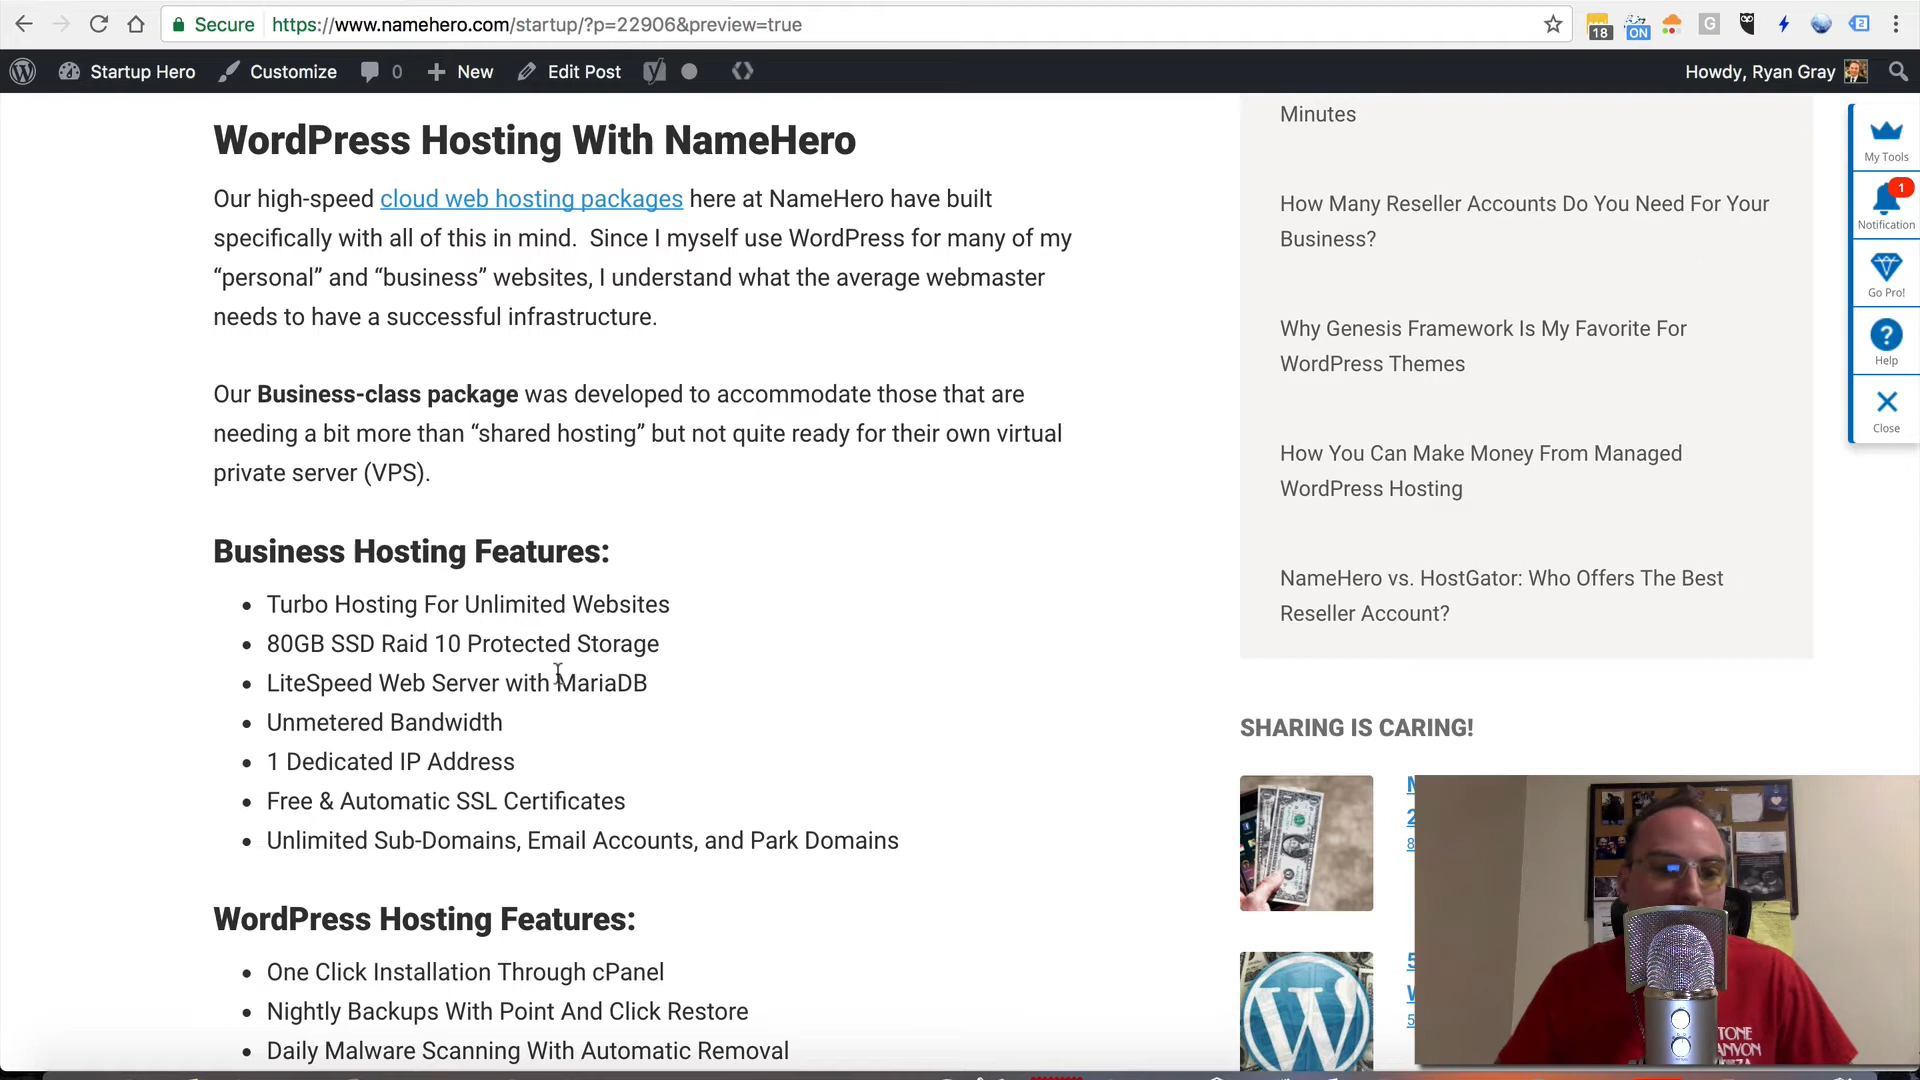 Secure https://www.namehero.com/startup/?p=22906&preview=true
18 ON G 2
Startup Hero Customize 0 New Edit Post
Howdy, Ryan Gray
WordPress Hosting With NameHero
Our high-speed cloud web hosting packages here at NameHero have built
specifically with all of this in mind. Since I myself use WordPress for many of my
“personal” and “business” websites, I understand what the average webmaster
needs to have a successful infrastructure.
Our Business-class package was developed to accommodate those that are
needing a bit more than “shared hosting” but not quite ready for their own virtual
private server (VPS).
Business Hosting Features:
• Turbo Hosting For Unlimited Websites
• 80GB SSD Raid 10 Protected Storage
• LiteSpeed Web Server with MariaDB
• Unmetered Bandwidth
• 1 Dedicated IP Address
• Free & Automatic SSL Certificates
• Unlimited Sub-Domains, Email Accounts, and Park Domains
WordPress Hosting Features:
• One Click Installation Through cPanel
• Nightly Backups With Point And Click Restore
• Daily Malware Scanning With Automatic Removal
Minutes
How Many Reseller Accounts Do You Need For Your
Business?
Why Genesis Framework Is My Favorite For
WordPress Themes
How You Can Make Money From Managed
WordPress Hosting
NameHero vs. HostGator: Who Offers The Best
Reseller Account?
SHARING IS CARING!
My Tools
1
Notification
Go Pro!
?
Help
Close